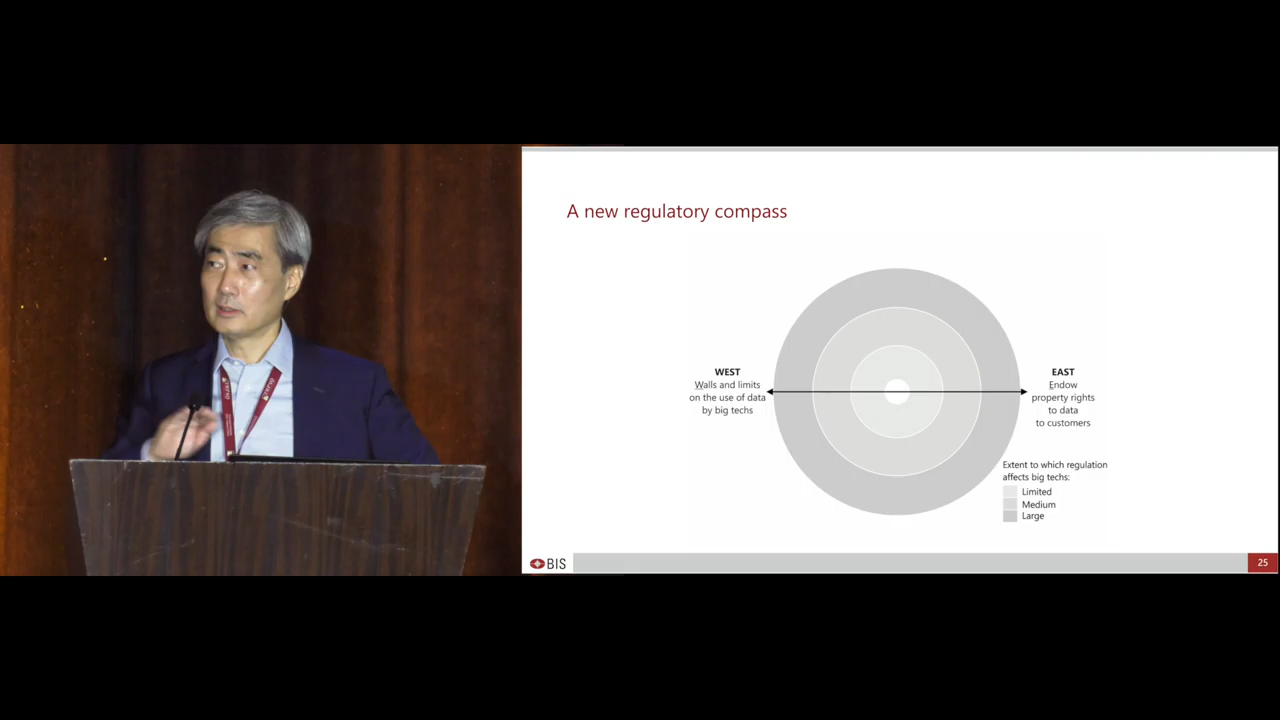 A new regulatory compass
WEST
Walls and limits
on the use of data
by big techs
EAST
Endow
property rights
to data
to customers
Extent to which regulation
affects big techs:
Limited
Medium
Large
BIS
25